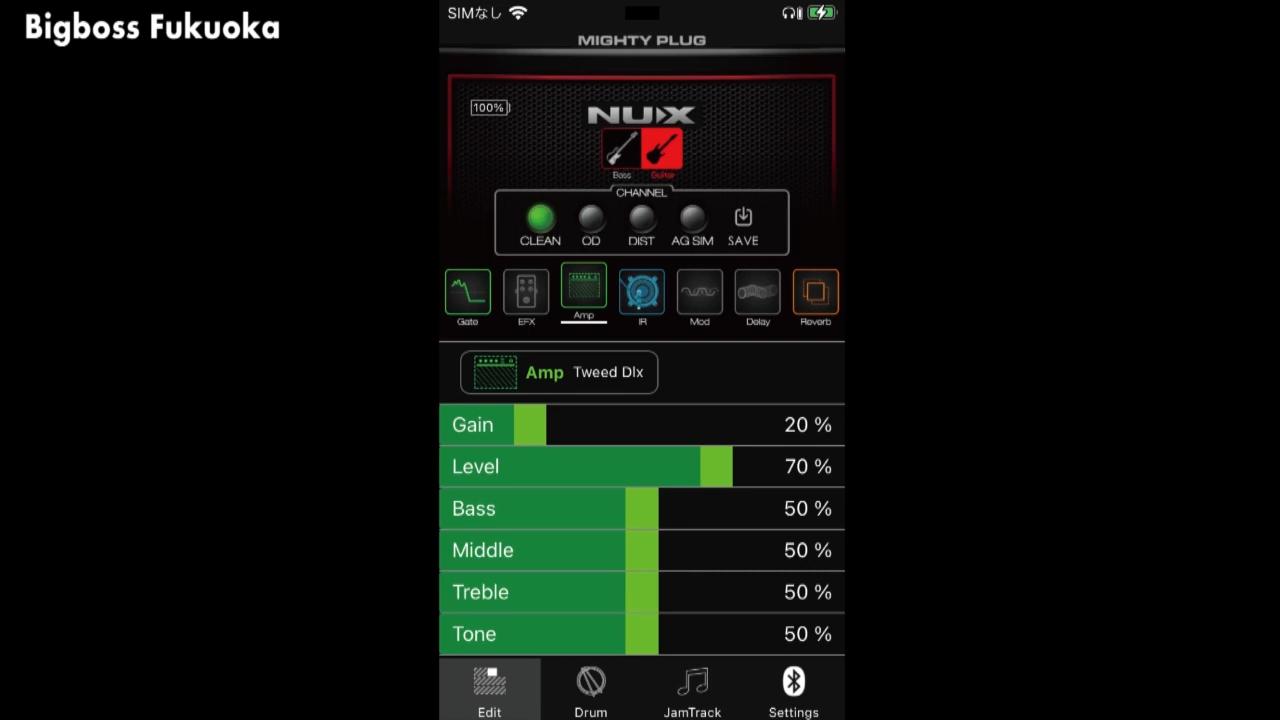 Bigboss Fukuoka
SIMなし
MIGHTY PLUG
100%
NUX
Bass Guitar
CHANNEL
CLEAN OD DIST AG SIM SAVE
Gate EFX Amp IR Mod Delay Reverb
Amp Tweed Dlx
Gain 20 %
Level 70 %
Bass 50 %
Middle 50 %
Treble 50 %
Tone 50 %
Edit Drum JamTrack Settings